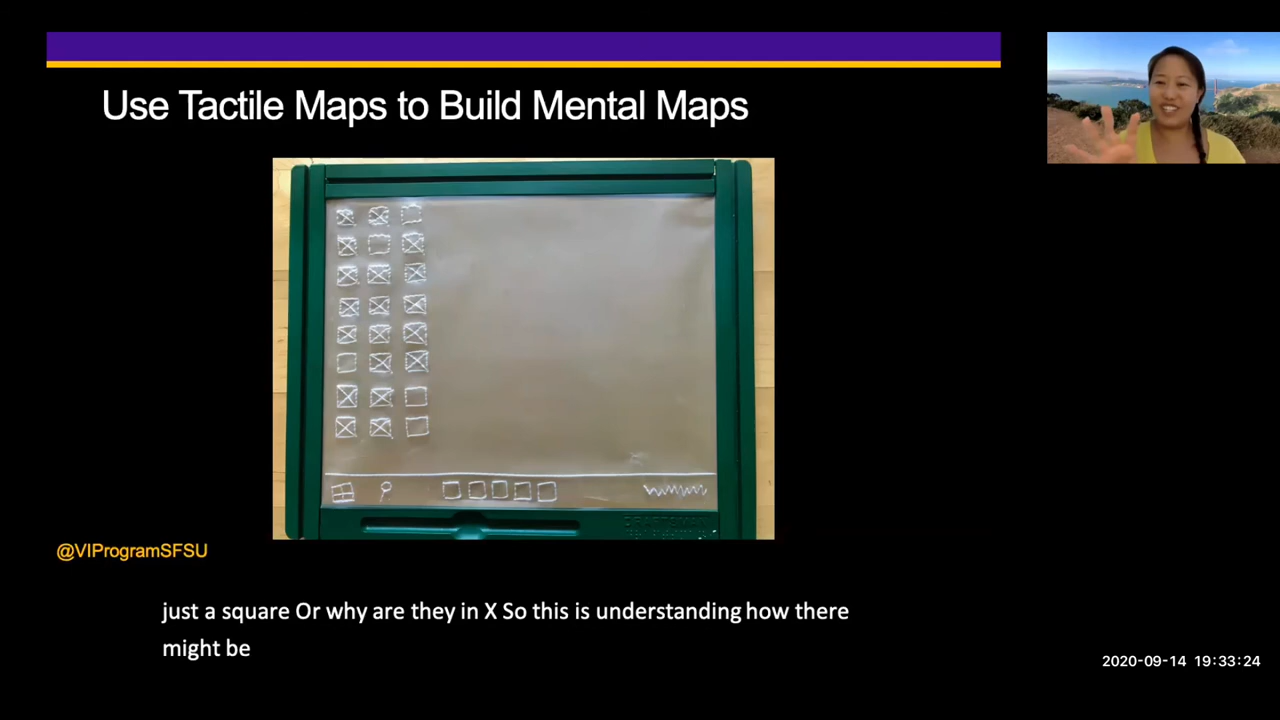 Use Tactile Maps to Build Mental Maps
@VIProgramSFSU
just a square Or why are they in X So this is understanding how there
might be
2020-09-14 19:33:24